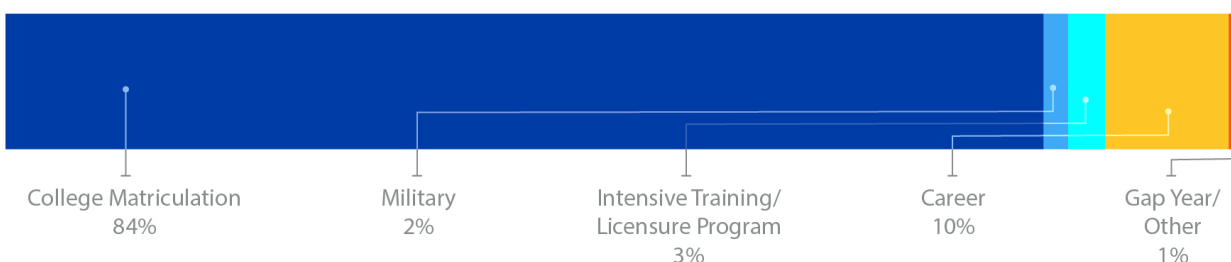 College Matriculation
84%
Military
2%
Intensive Training/
Licensure Program
3%
Career
10%
Gap Year/
Other
1%